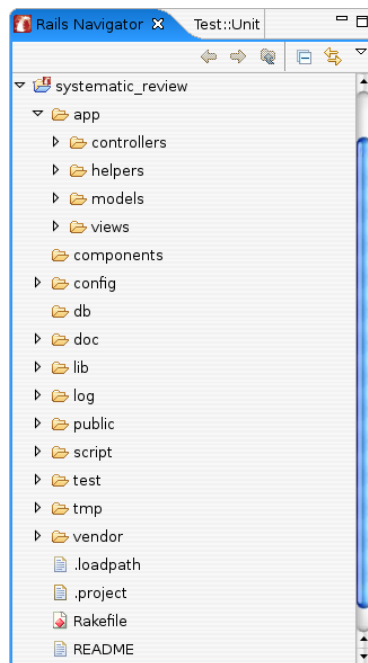 Rails Navigator Test::Unit
systematic_review
app
controllers
helpers
models
views
components
config
db
doc
lib
log
public
script
test
tmp
vendor
.loadpath
.project
Rakefile
README